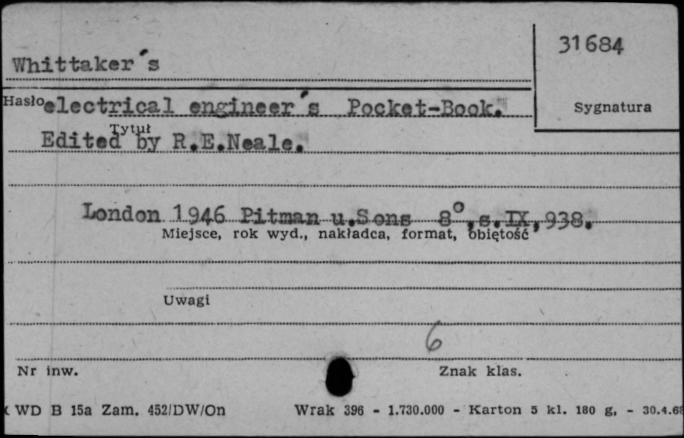 Whittaker´s
31684
Hasło electrical engineer´s Pocket-Book.
Sygnatura
Tytuł
Edited by R.E.Neale.
London 1946 Pitman u.Sons 8°,s.IX,938.
Miejsce, rok wyd., nakładca, format, objętość
Uwagi
6
Nr inw.
Znak klas.
WD B 15a Zam. 452/DW/On Wrak 396 - 1.730.000 - Karton 5 kl. 180 g. - 30.4.68